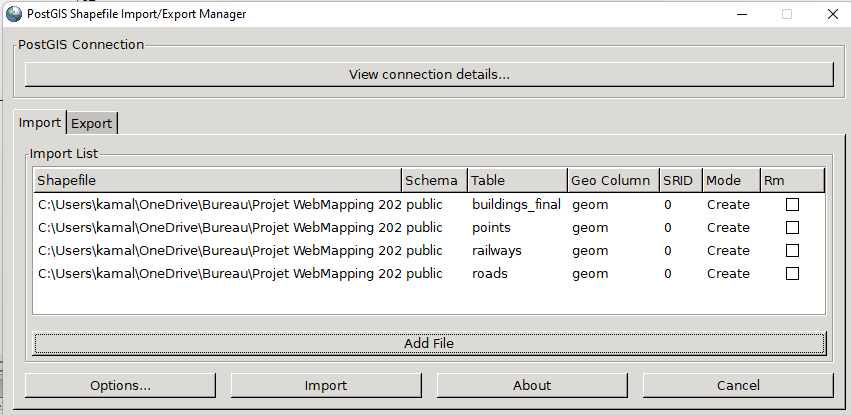 PostGIS Shapefile Import/Export Manager
PostGIS Connection
View connection details...
Import Export
Import List
Shapefile Schema Table Geo Column SRID Mode Rm
C:\Users\kamal\OneDrive\Bureau\Projet WebMapping 202 public buildings_final geom 0 Create
C:\Users\kamal\OneDrive\Bureau\Projet WebMapping 202 public points geom 0 Create
C:\Users\kamal\OneDrive\Bureau\Projet WebMapping 202 public railways geom 0 Create
C:\Users\kamal\OneDrive\Bureau\Projet WebMapping 202 public roads geom 0 Create
Add File
Options... Import About Cancel